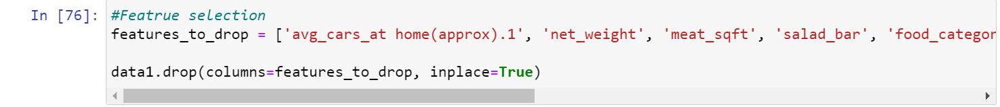 In [76]: #Featrue selection
features_to_drop = ['avg_cars_at home(approx).1', 'net_weight', 'meat_sqft', 'salad_bar', 'food_categor
data1.drop(columns=features_to_drop, inplace=True)